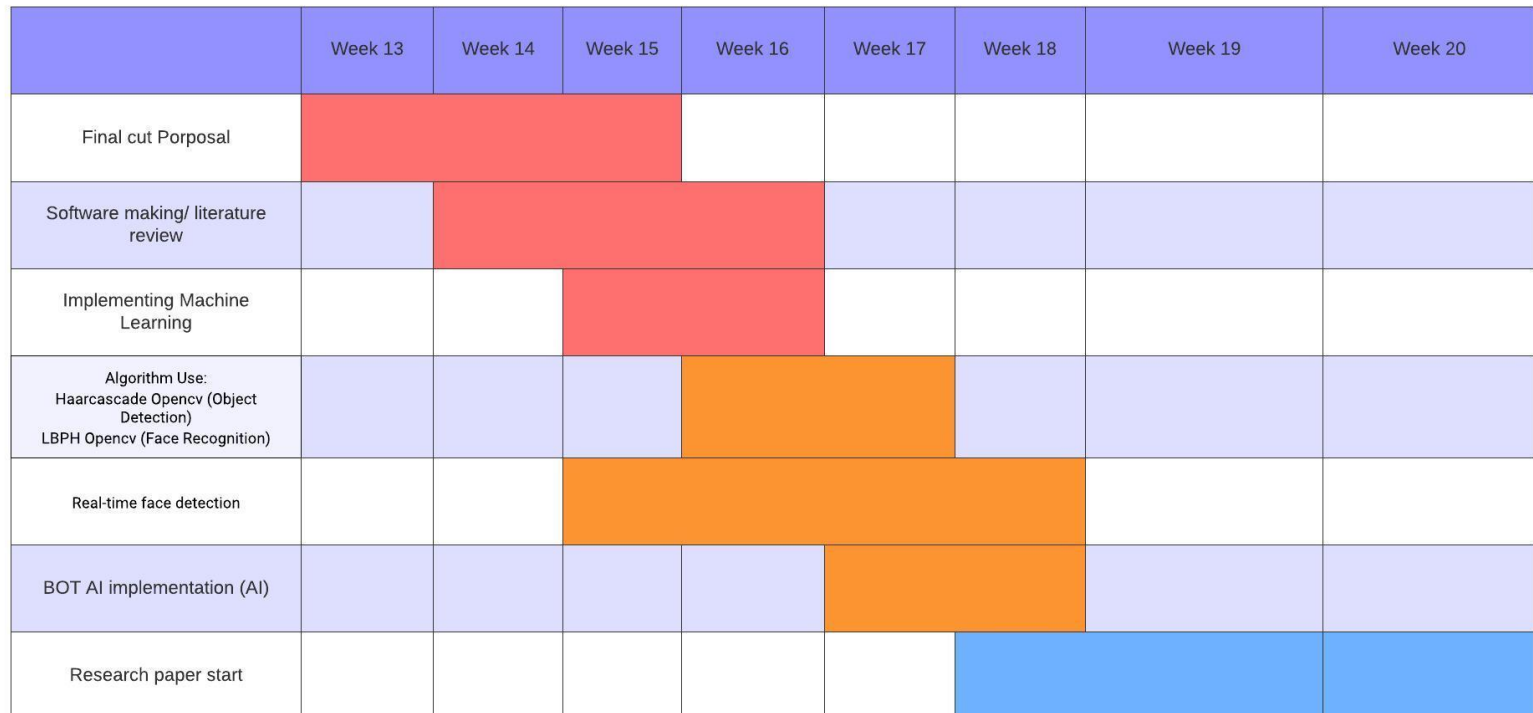 Week 13
Week 14
Week 15
Week 16
Week 17
Week 18
Week 19
Week 20
Final cut Porposal
Software making/ literature
review
Implementing Machine
Learning
Algorithm Use:
Haarcascade Opencv (Object
Detection)
LBPH Opencv (Face Recognition)
Real-time face detection
BOT AI implementation (AI)
Research paper start